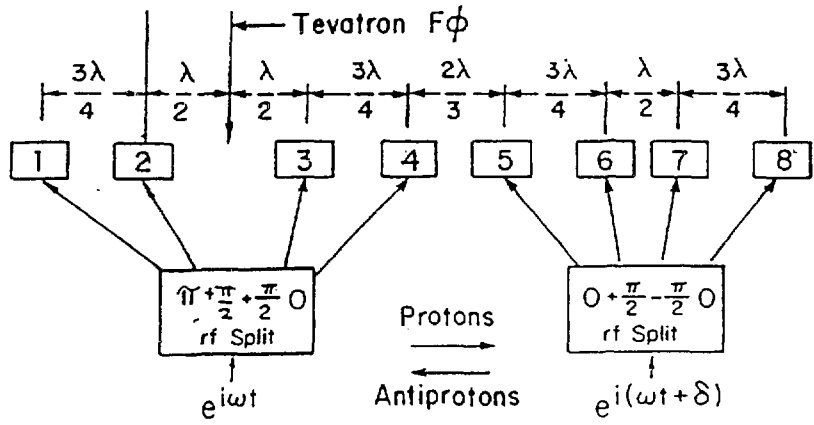 Tevatron Fϕ
3λ/4 λ/2 λ/2 3λ/4 2λ/3 3λ/4 λ/2 3λ/4
1 2 3 4 5 6 7 8
π + π/2 + π/2 0
rf Split
0 + π/2 - π/2 0
rf Split
Protons
Antiprotons
e^{iωt}
e^{i(ωt + δ)}